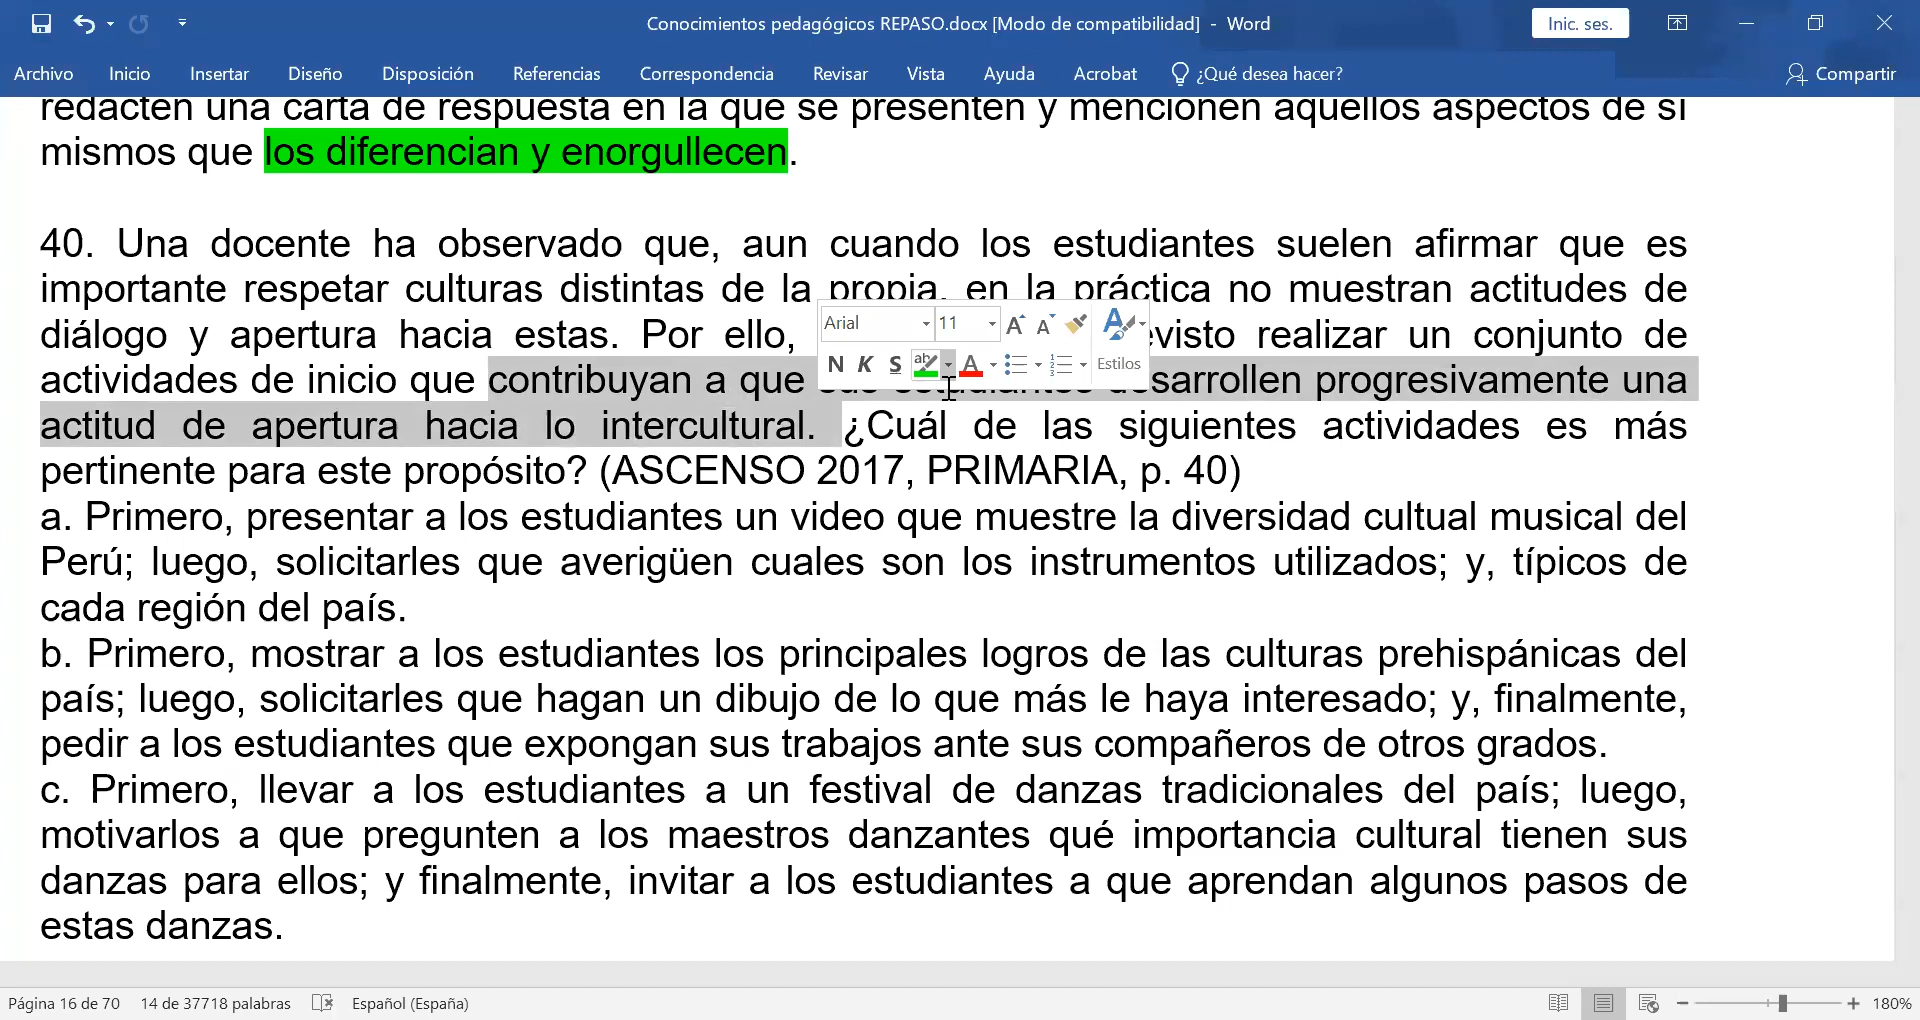 Conocimientos pedagógicos REPASO.docx [Modo de compatibilidad] - Word
Inic. ses.
Archivo Inicio Insertar Diseño Disposición Referencias Correspondencia Revisar Vista Ayuda Acrobat ¿Qué desea hacer? Compartir
redacten una carta de respuesta en la que se presenten y mencionen aquellos aspectos de sí
mismos que los diferencian y enorgullecen.
40. Una docente ha observado que, aun cuando los estudiantes suelen afirmar que es
importante respetar culturas distintas de la propia, en la práctica no muestran actitudes de
diálogo y apertura hacia estas. Por ello, evisto realizar un conjunto de
Arial 11
N K S ab A Estilos
actividades de inicio que contribuyan a que sus estudiantes desarrollen progresivamente una
actitud de apertura hacia lo intercultural. ¿Cuál de las siguientes actividades es más
pertinente para este propósito? (ASCENSO 2017, PRIMARIA, p. 40)
a. Primero, presentar a los estudiantes un video que muestre la diversidad cultual musical del
Perú; luego, solicitarles que averigüen cuales son los instrumentos utilizados; y, típicos de
cada región del país.
b. Primero, mostrar a los estudiantes los principales logros de las culturas prehispánicas del
país; luego, solicitarles que hagan un dibujo de lo que más le haya interesado; y, finalmente,
pedir a los estudiantes que expongan sus trabajos ante sus compañeros de otros grados.
c. Primero, llevar a los estudiantes a un festival de danzas tradicionales del país; luego,
motivarlos a que pregunten a los maestros danzantes qué importancia cultural tienen sus
danzas para ellos; y finalmente, invitar a los estudiantes a que aprendan algunos pasos de
estas danzas.
Página 16 de 70 14 de 37718 palabras Español (España) 180%